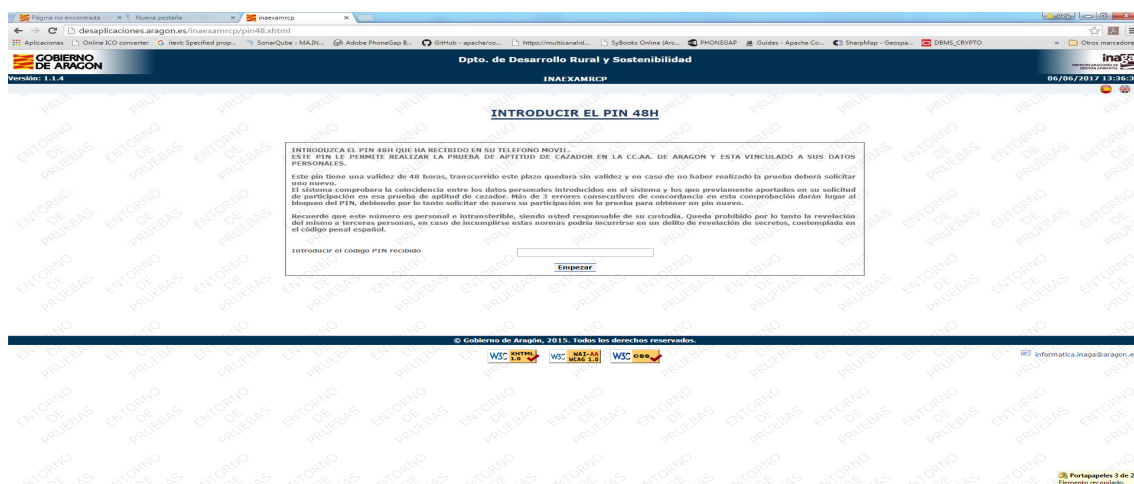 Página no encontrada
Nueva pestaña
inaexamrcp
desaplicaciones.aragon.es/inaexamrcp/pin48.xhtml
Aplicaciones
Online ICO converter
itext: Specified prop...
SonarQube - MAIN...
Adobe PhoneGap B...
GitHub - apache/co...
https://multicanalid...
SyBooks Online (Arc...
PHONEGAP
Guides - Apache Co...
SharpMap - Geospa...
DBMS_CRYPTO
Otros marcadore
GOBIERNO
DE ARAGON
Dpto. de Desarrollo Rural y Sostenibilidad
inaga
Versión: 1.1.4
INAEXAMRCP
06/06/2017 13:36:3
INTRODUCIR EL PIN 48H
INTRODUZCA EL PIN 48H QUE HA RECIBIDO EN SU TELEFONO MOVIL.
ESTE PIN LE PERMITE REALIZAR LA PRUEBA DE APTITUD DE CAZADOR EN LA CC.AA. DE ARAGON Y ESTA VINCULADO A SUS DATOS
PERSONALES.
Este pin tiene una validez de 48 horas, transcurrido este plazo quedara sin validez y en caso de no haber realizado la prueba deberá solicitar
uno nuevo.
El sistema comprobara la coincidencia entre los datos personales introducidos en el sistema y los que previamente aportados en su solicitud
de participación en esa prueba de aptitud de cazador. Más de 3 errores consecutivos de concordancia en esta comprobación darán lugar al
bloqueo del PIN, debiendo por lo tanto solicitar de nuevo su participación en la prueba para obtener un pin nuevo.
Recuerde que este número es personal e intransferible, siendo usted responsable de su custodia. Queda prohibido por lo tanto la revelación
del mismo a terceras personas, en caso de incumplirse estas normas podría incurrirse en un delito de revelación de secretos, contemplada en
el código penal español.
Introducir el código PIN recibido
Empezar
© Gobierno de Aragón, 2015. Todos los derechos reservados.
W3C XHTML 1.0
W3C WAI-AA WCAG 1.0
W3C css
informatica.inaga@aragon.e
ENTORNO DE PRUEBAS
Portapapeles 3 de 2
Elemento recopilado.